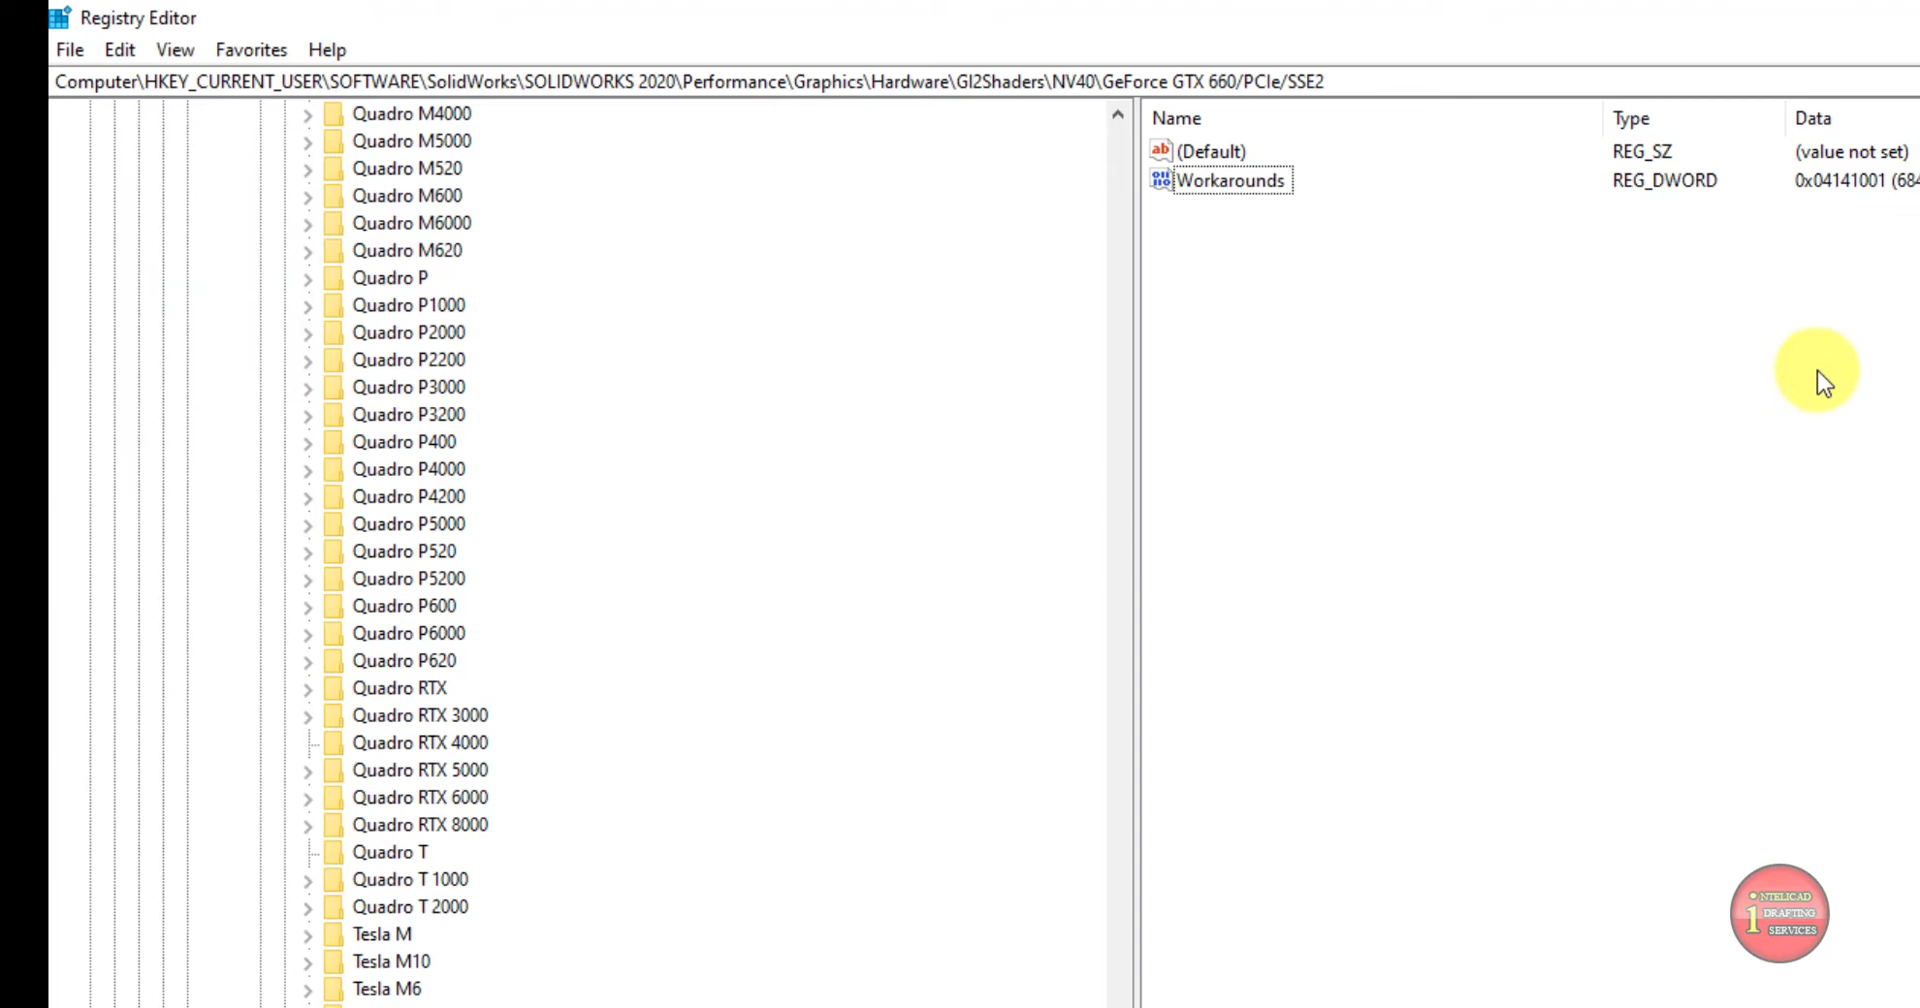 Registry Editor
File Edit View Favorites Help
Computer\HKEY_CURRENT_USER\SOFTWARE\SolidWorks\SOLIDWORKS 2020\Performance\Graphics\Hardware\Gl2Shaders\NV40\GeForce GTX 660/PCIe/SSE2
Quadro M4000
Quadro M5000
Quadro M520
Quadro M600
Quadro M6000
Quadro M620
Quadro P
Quadro P1000
Quadro P2000
Quadro P2200
Quadro P3000
Quadro P3200
Quadro P400
Quadro P4000
Quadro P4200
Quadro P5000
Quadro P520
Quadro P5200
Quadro P600
Quadro P6000
Quadro P620
Quadro RTX
Quadro RTX 3000
Quadro RTX 4000
Quadro RTX 5000
Quadro RTX 6000
Quadro RTX 8000
Quadro T
Quadro T 1000
Quadro T 2000
Tesla M
Tesla M10
Tesla M6
Name Type Data
(Default) REG_SZ (value not set)
Workarounds REG_DWORD 0x04141001 (684
iNTELICAD
1 DRAFTING
SERVICES